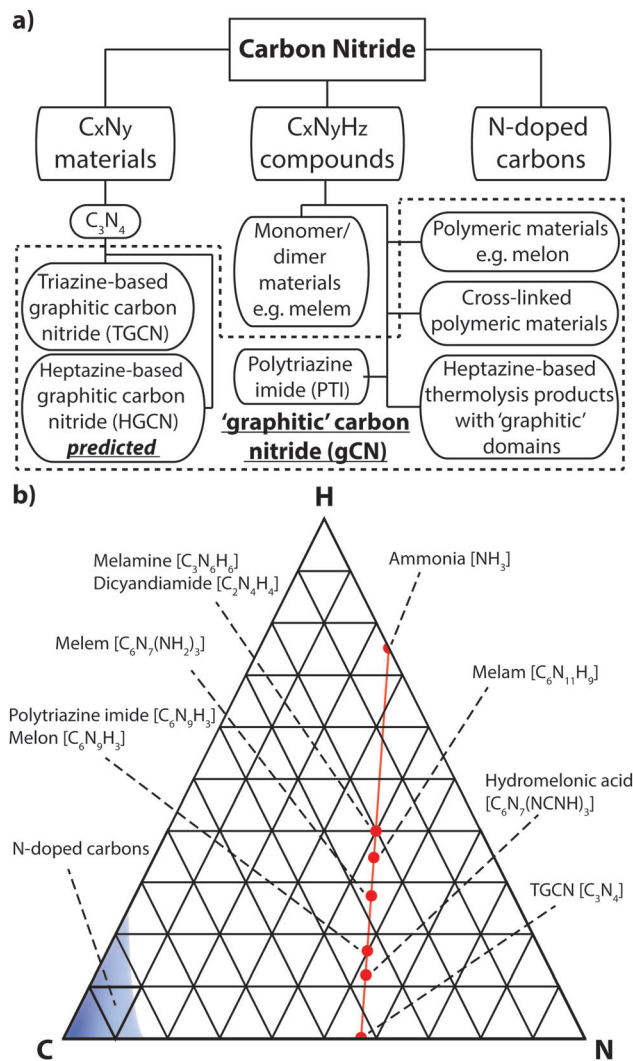 a)
Carbon Nitride
CxNy
materials
CxNyHz
compounds
N-doped
carbons
C₃N₄
Triazine-based
graphitic carbon
nitride (TGCN)
Heptazine-based
graphitic carbon
nitride (HGCN)
predicted
Monomer/
dimer
materials
e.g. melem
Polytriazine
imide (PTI)
'graphitic' carbon
nitride (gCN)
Polymeric materials
e.g. melon
Cross-linked
polymeric materials
Heptazine-based
thermolysis products
with 'graphitic'
domains
b)
H
Melamine [C₃N₆H₆]
Dicyandiamide [C₂N₄H₄]
Ammonia [NH₃]
Melem [C₆N₇(NH₂)₃]
Melam [C₆N₁₁H₉]
Polytriazine imide [C₆N₉H₃]
Melon [C₆N₉H₃]
Hydromelonic acid
[C₆N₇(NCNH)₃]
N-doped carbons
TGCN [C₃N₄]
C
N